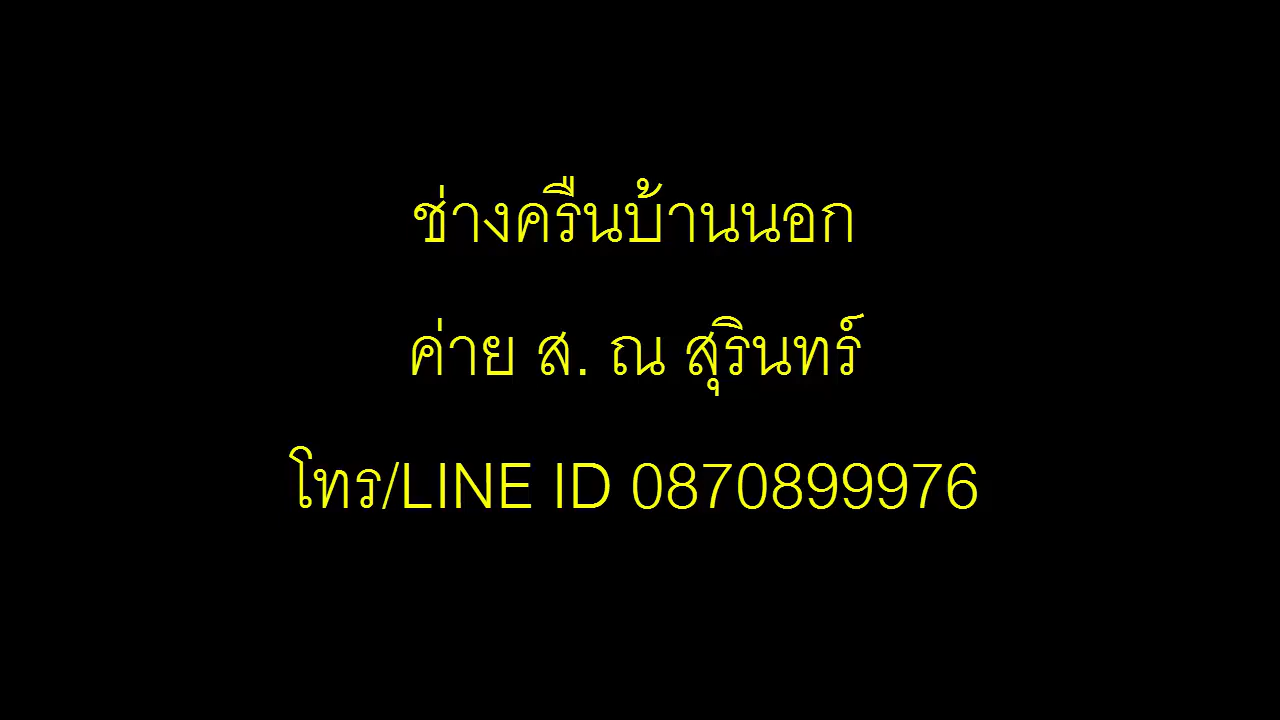 ช่างครืนบ้านนอก
ค่าย ส. ณ สุรินทร์
โทร/LINE ID 0870899976